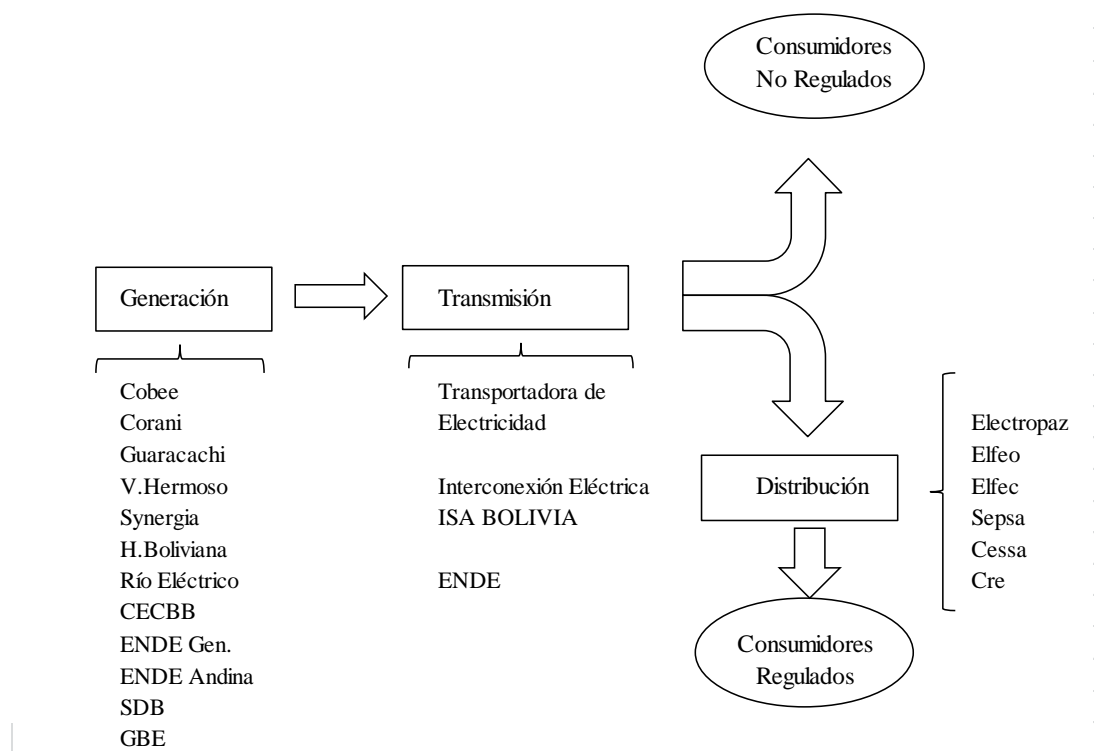 Consumidores
No Regulados
Generación
Transmisión
Cobee
Corani
Guaracachi
V.Hermoso
Synergia
H.Boliviana
Río Eléctrico
CECBB
ENDE Gen.
ENDE Andina
SDB
GBE
Transportadora de
Electricidad
Interconexión Eléctrica
ISA BOLIVIA
ENDE
Distribución
Electropaz
Elfeo
Elfec
Sepsa
Cessa
Cre
Consumidores
Regulados